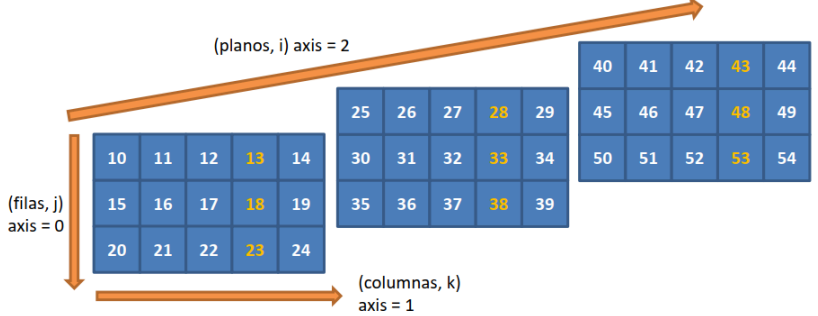 (planos, i) axis = 2
40 41 42 43 44
45 46 47 48 49
50 51 52 53 54
25 26 27 28 29
30 31 32 33 34
35 36 37 38 39
10 11 12 13 14
15 16 17 18 19
20 21 22 23 24
(filas, j)
axis = 0
(columnas, k)
axis = 1